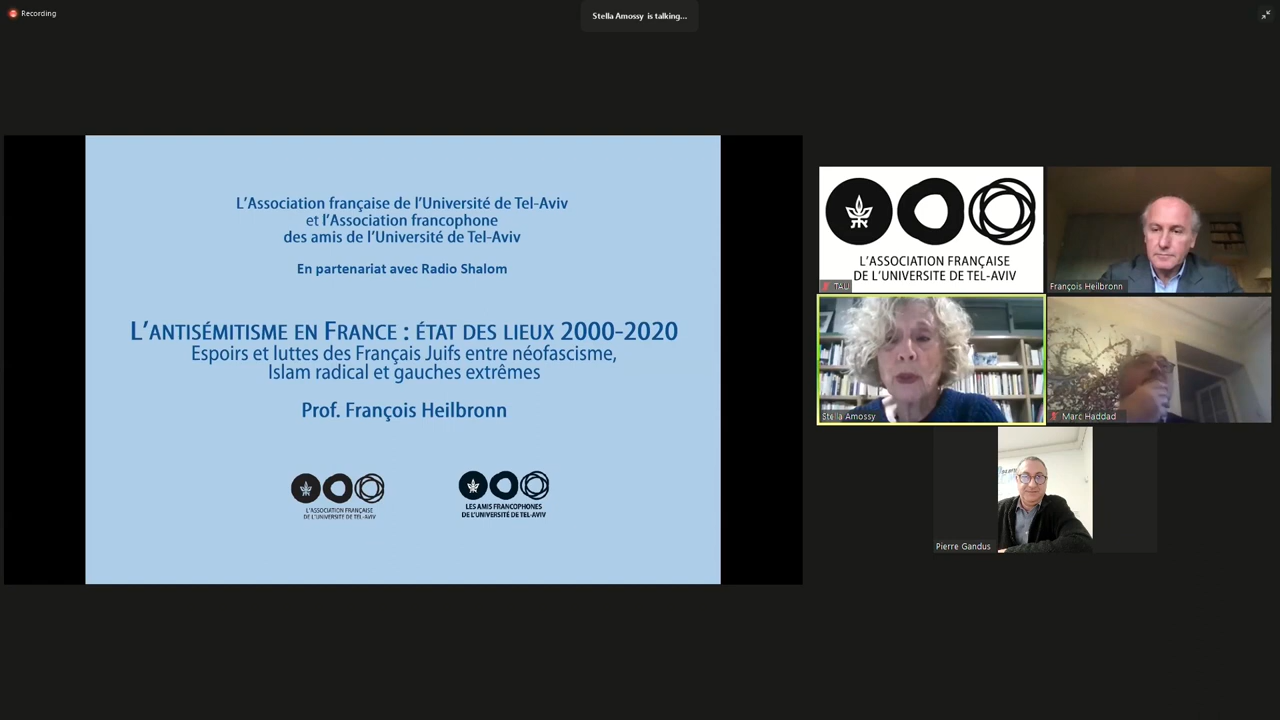 Recording
Stella Amossy is talking...
L'Association française de l'Université de Tel-Aviv
et l'Association francophone
des amis de l'Université de Tel-Aviv
En partenariat avec Radio Shalom
L'ANTISÉMITISME EN FRANCE : ÉTAT DES LIEUX 2000-2020
Espoirs et luttes des Français Juifs entre néofascisme,
Islam radical et gauches extrêmes
Prof. François Heilbronn
L'ASSOCIATION FRANÇAISE
DE L'UNIVERSITÉ DE TEL-AVIV
LES AMIS FRANCOPHONES
DE L'UNIVERSITÉ DE TEL-AVIV
L'ASSOCIATION FRANÇAISE
DE L'UNIVERSITE DE TEL-AVIV
TAU
François Heilbronn
Stella Amossy
Marc Haddad
Pierre Gandus